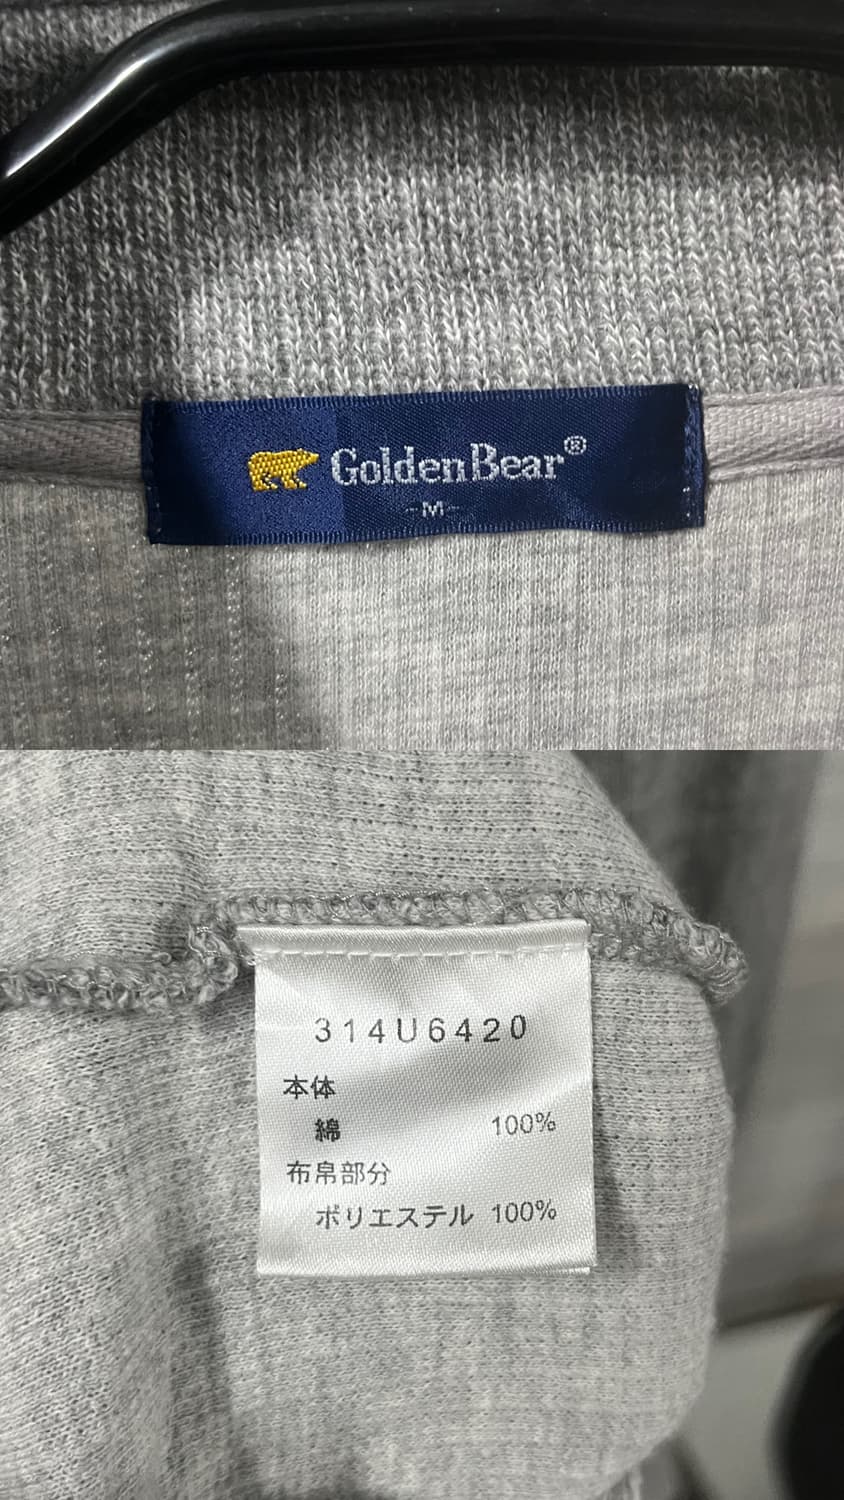 GoldenBear®
-M-
314U6420
本体
綿 100%
布帛部分
ポリエステル 100%